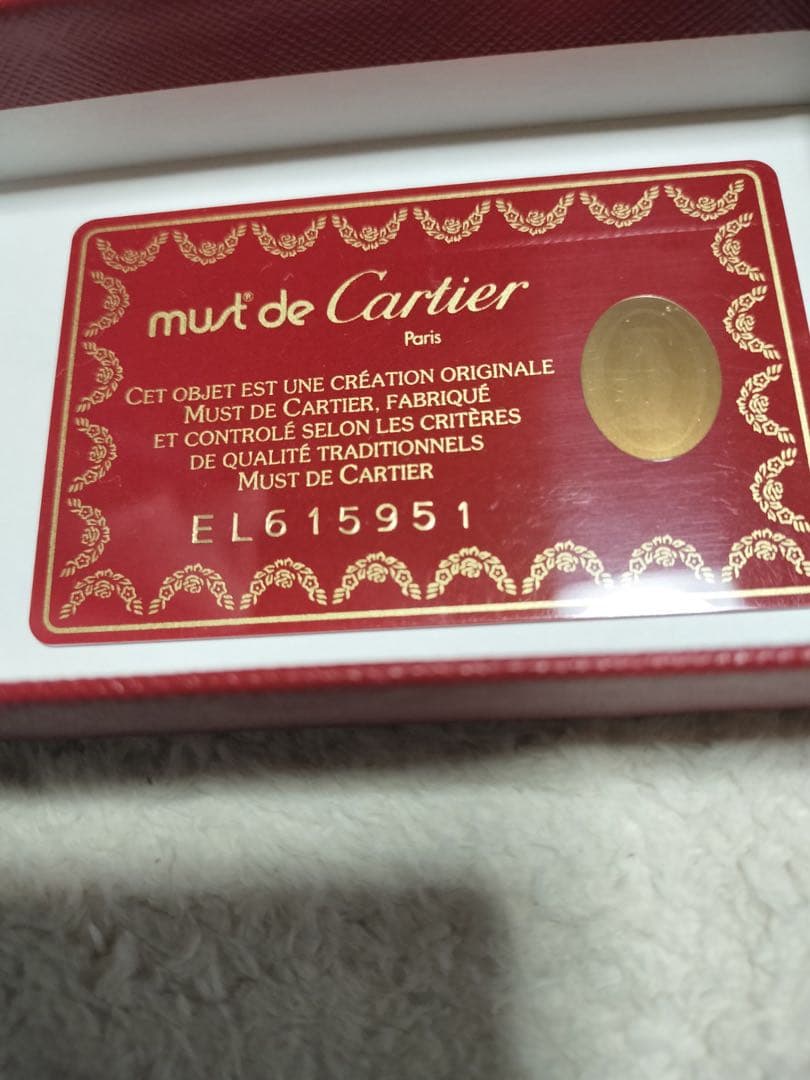 must® de Cartier
Paris
CET OBJET EST UNE CRÉATION ORIGINALE
MUST DE CARTIER, FABRIQUÉ
ET CONTROLÉ SELON LES CRITÈRES
DE QUALITÉ TRADITIONNELS
MUST DE CARTIER
EL615951